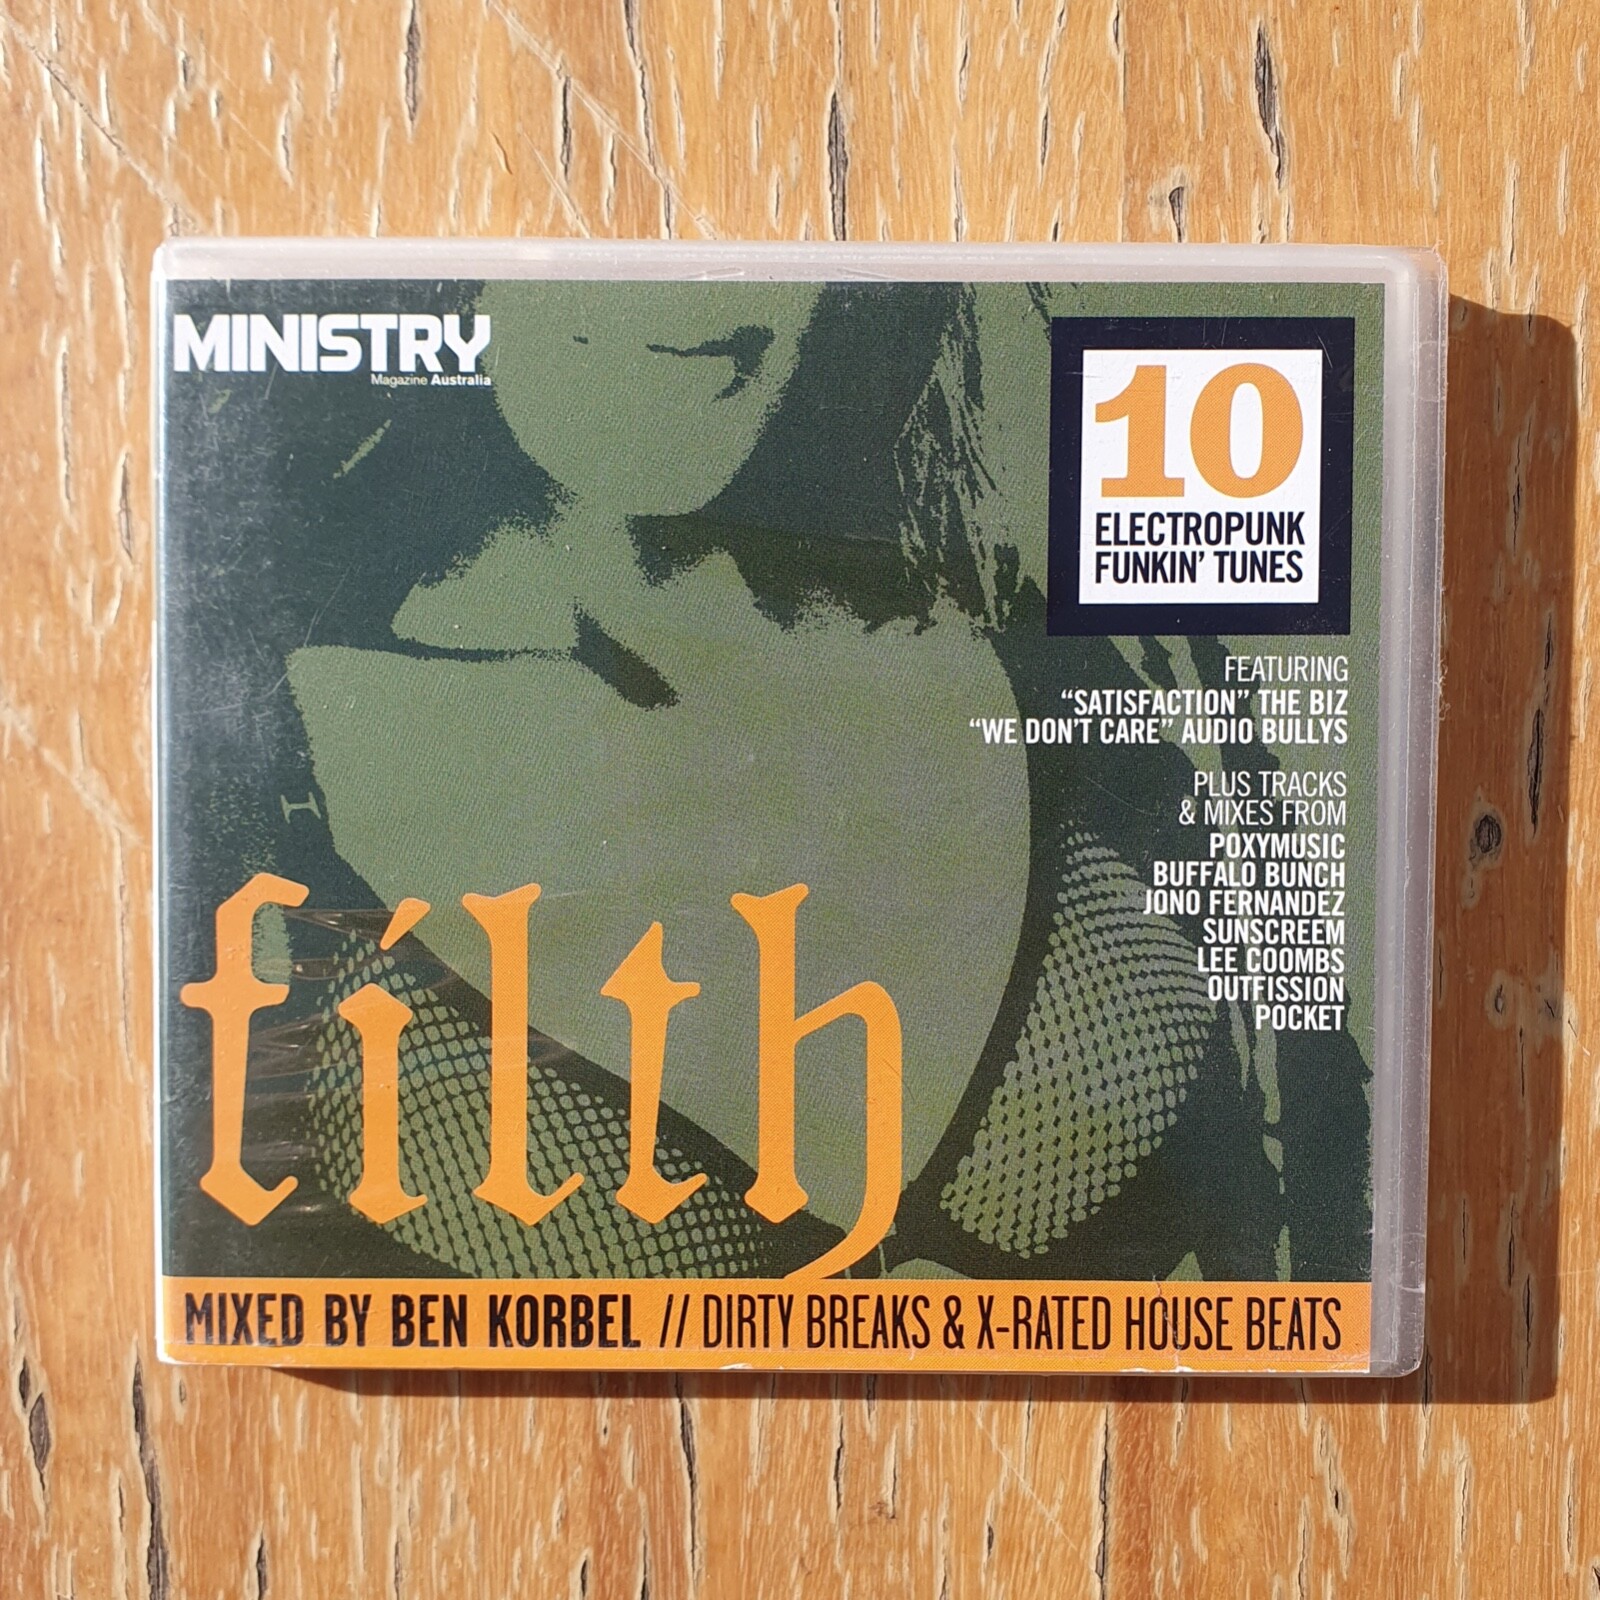 MINISTRY
Magazine Australia
10
ELECTROPUNK
FUNKIN' TUNES
FEATURING
“SATISFACTION” THE BIZ
“WE DON'T CARE” AUDIO BULLYS
PLUS TRACKS
& MIXES FROM
POXYMUSIC
BUFFALO BUNCH
JONO FERNANDEZ
SUNSCREEM
LEE COOMBS
OUTFISSION
POCKET
filth
MIXED BY BEN KORBEL // DIRTY BREAKS & X-RATED HOUSE BEATS